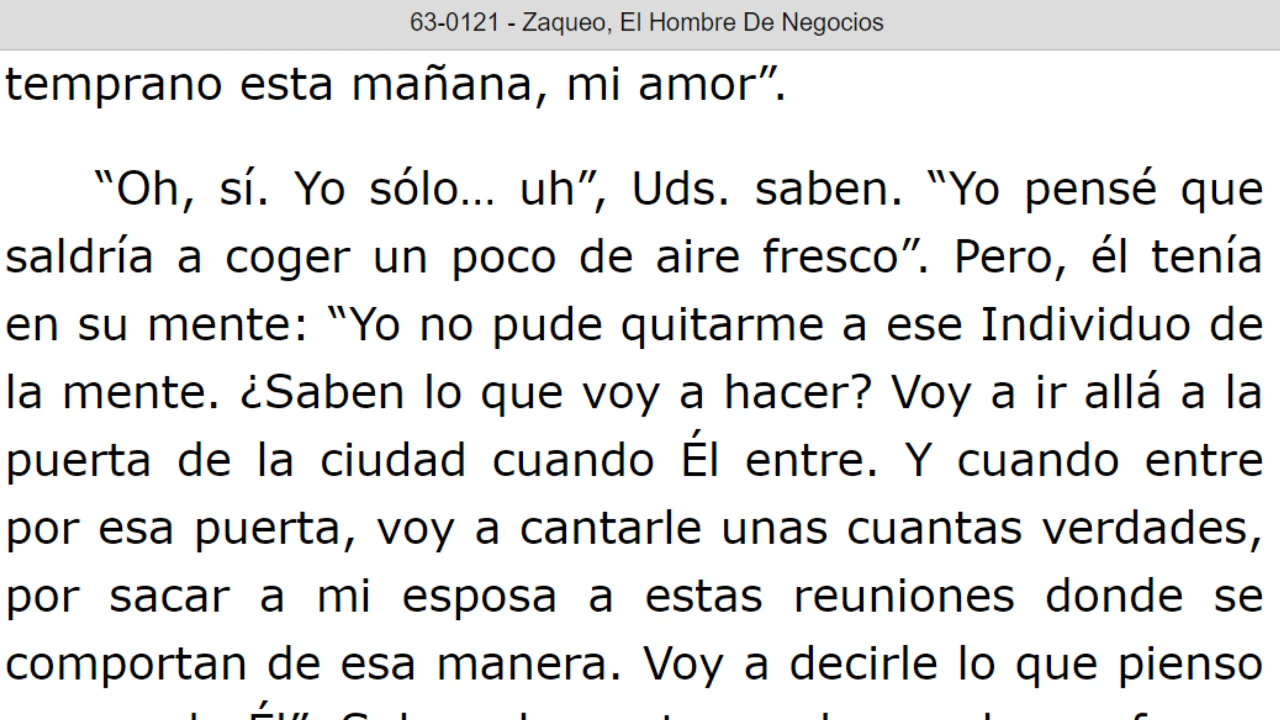 63-0121 - Zaqueo, El Hombre De Negocios
temprano esta mañana, mi amor”.
“Oh, sí. Yo sólo... uh”, Uds. saben. “Yo pensé que
saldría a coger un poco de aire fresco”. Pero, él tenía
en su mente: “Yo no pude quitarme a ese Individuo de
la mente. ¿Saben lo que voy a hacer? Voy a ir allá a la
puerta de la ciudad cuando Él entre. Y cuando entre
por esa puerta, voy a cantarle unas cuantas verdades,
por sacar a mi esposa a estas reuniones donde se
comportan de esa manera. Voy a decirle lo que pienso